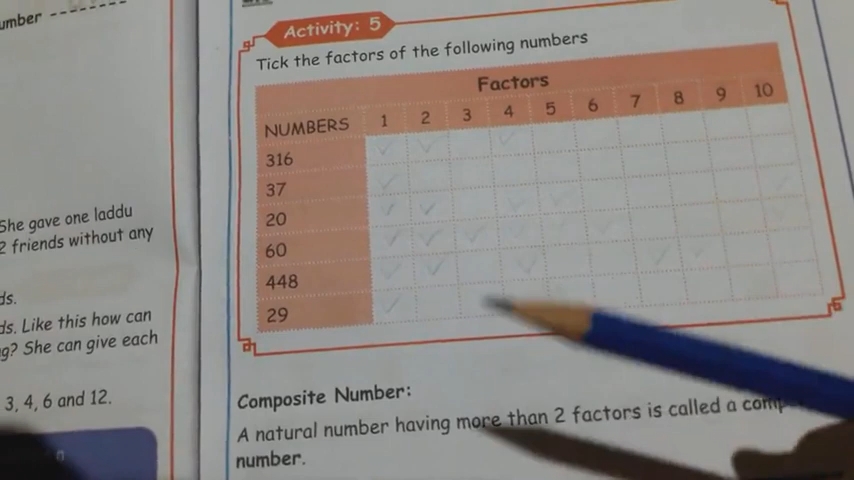 umber
She gave one laddu
2 friends without any
ds.
ds. Like this how can
g? She can give each
3, 4, 6 and 12.
n
Activity: 5
Tick the factors of the following numbers
Factors
NUMBERS 1 2 3 4 5 6 7 8 9 10
316 ✓ ✓ ✓
37 ✓
20 ✓ ✓ ✓ ✓ ✓
60 ✓ ✓ ✓ ✓ ✓ ✓ ✓
448 ✓ ✓ ✓ ✓ ✓
29 ✓
Composite Number:
A natural number having more than 2 factors is called a
number.